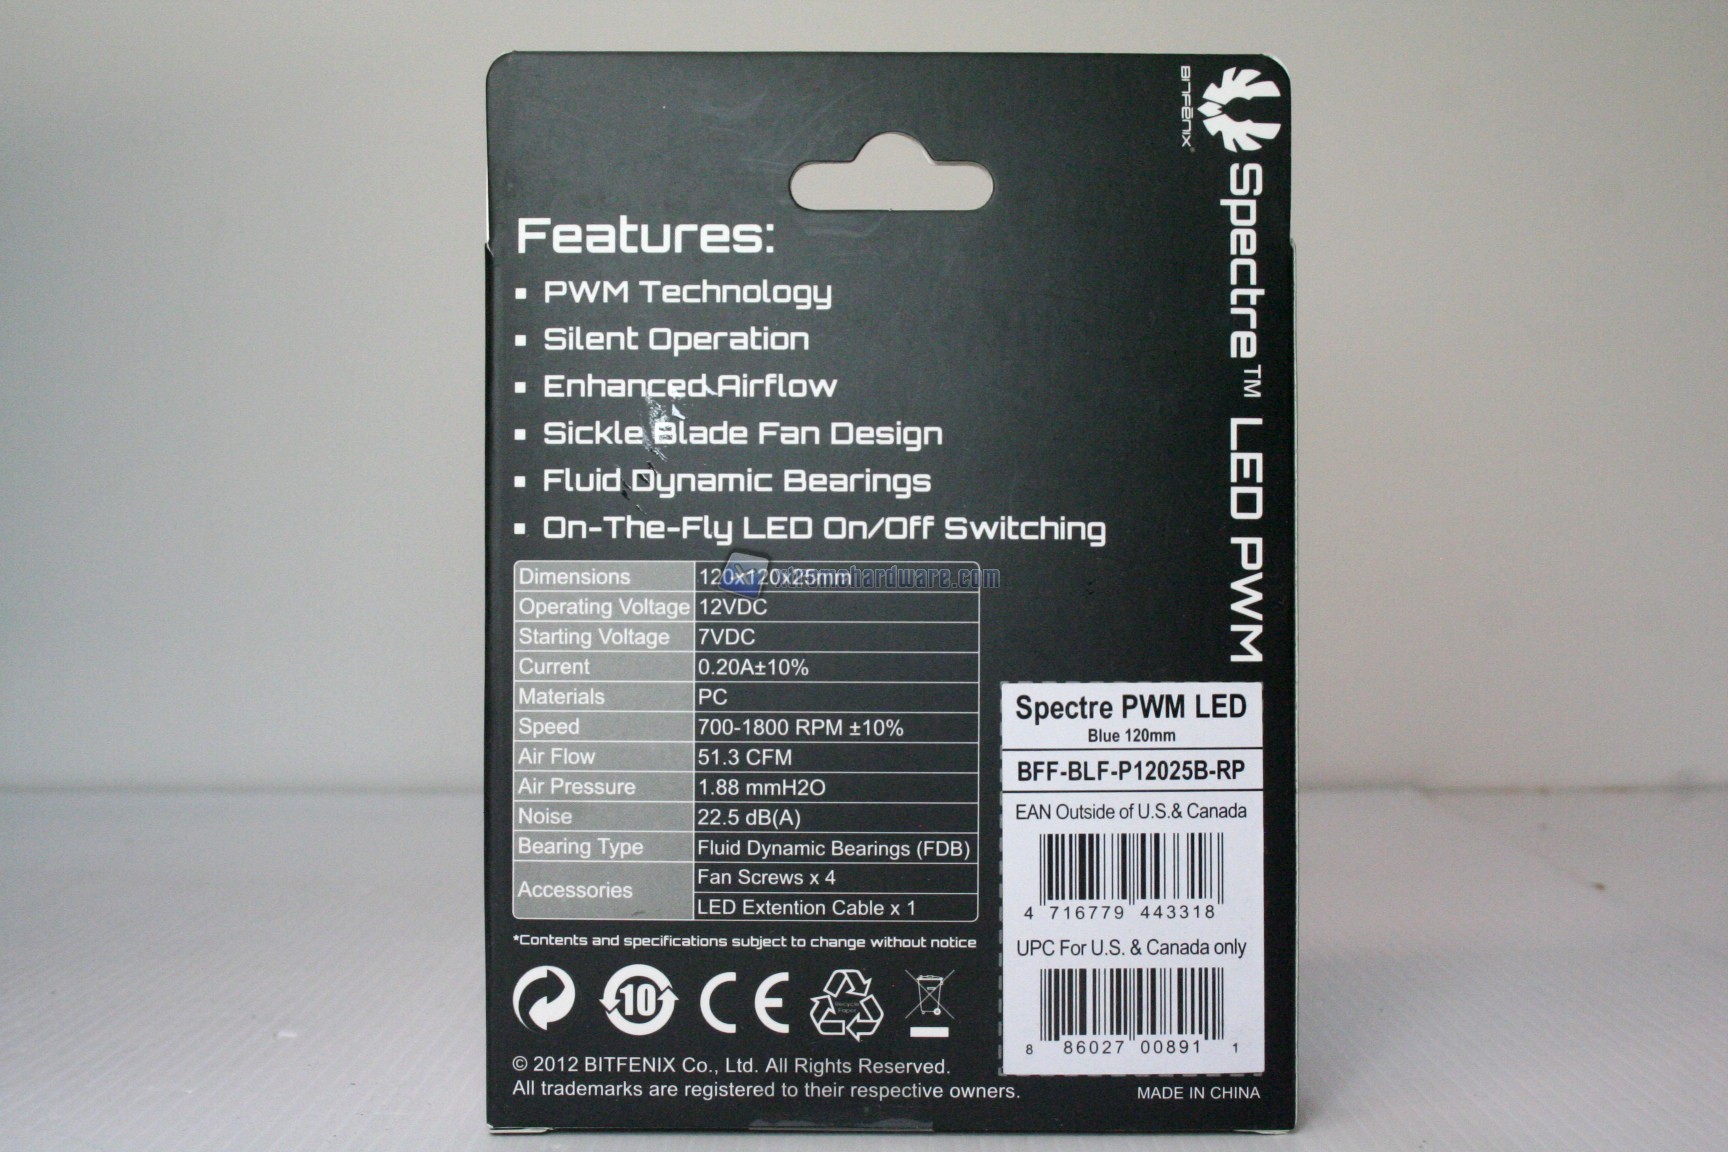 BITFENIX
Spectre™ LED PWM
Features:
▪ PWM Technology
▪ Silent Operation
▪ Enhanced Airflow
▪ Sickle Blade Fan Design
▪ Fluid Dynamic Bearings
▪ On-The-Fly LED On/Off Switching
Dimensions 120x120x25mm
xtremehardware.com
Operating Voltage 12VDC
Starting Voltage 7VDC
Current 0.20A±10%
Materials PC
Speed 700-1800 RPM ±10%
Air Flow 51.3 CFM
Air Pressure 1.88 mmH2O
Noise 22.5 dB(A)
Bearing Type Fluid Dynamic Bearings (FDB)
Accessories Fan Screws x 4
LED Extention Cable x 1
*Contents and specifications subject to change without notice
10
CE
© 2012 BITFENIX Co., Ltd. All Rights Reserved.
All trademarks are registered to their respective owners.
Spectre PWM LED
Blue 120mm
BFF-BLF-P12025B-RP
EAN Outside of U.S.& Canada
4 716779 443318
UPC For U.S. & Canada only
8 86027 00891 1
MADE IN CHINA